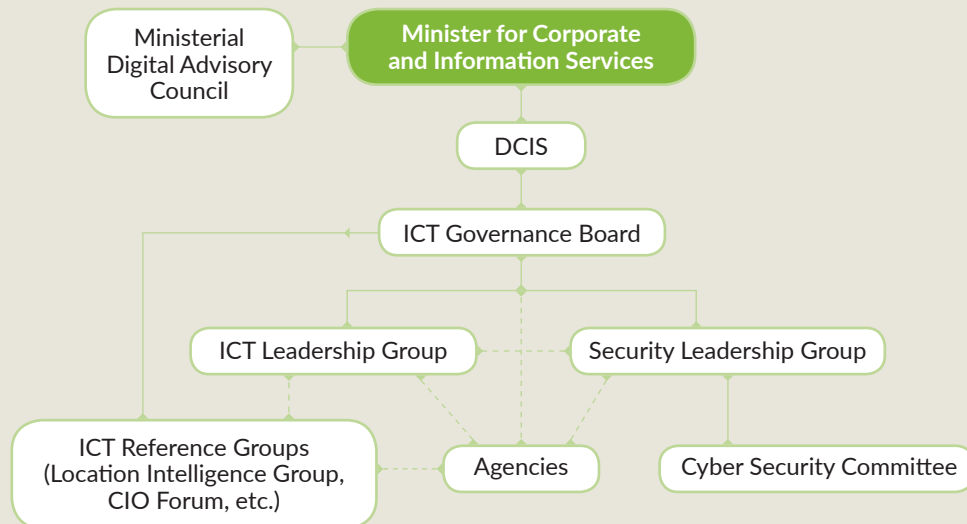 Ministerial
Digital Advisory
Council
Minister for Corporate
and Information Services
DCIS
ICT Governance Board
ICT Leadership Group
Security Leadership Group
ICT Reference Groups
(Location Intelligence Group,
CIO Forum, etc.)
Agencies
Cyber Security Committee